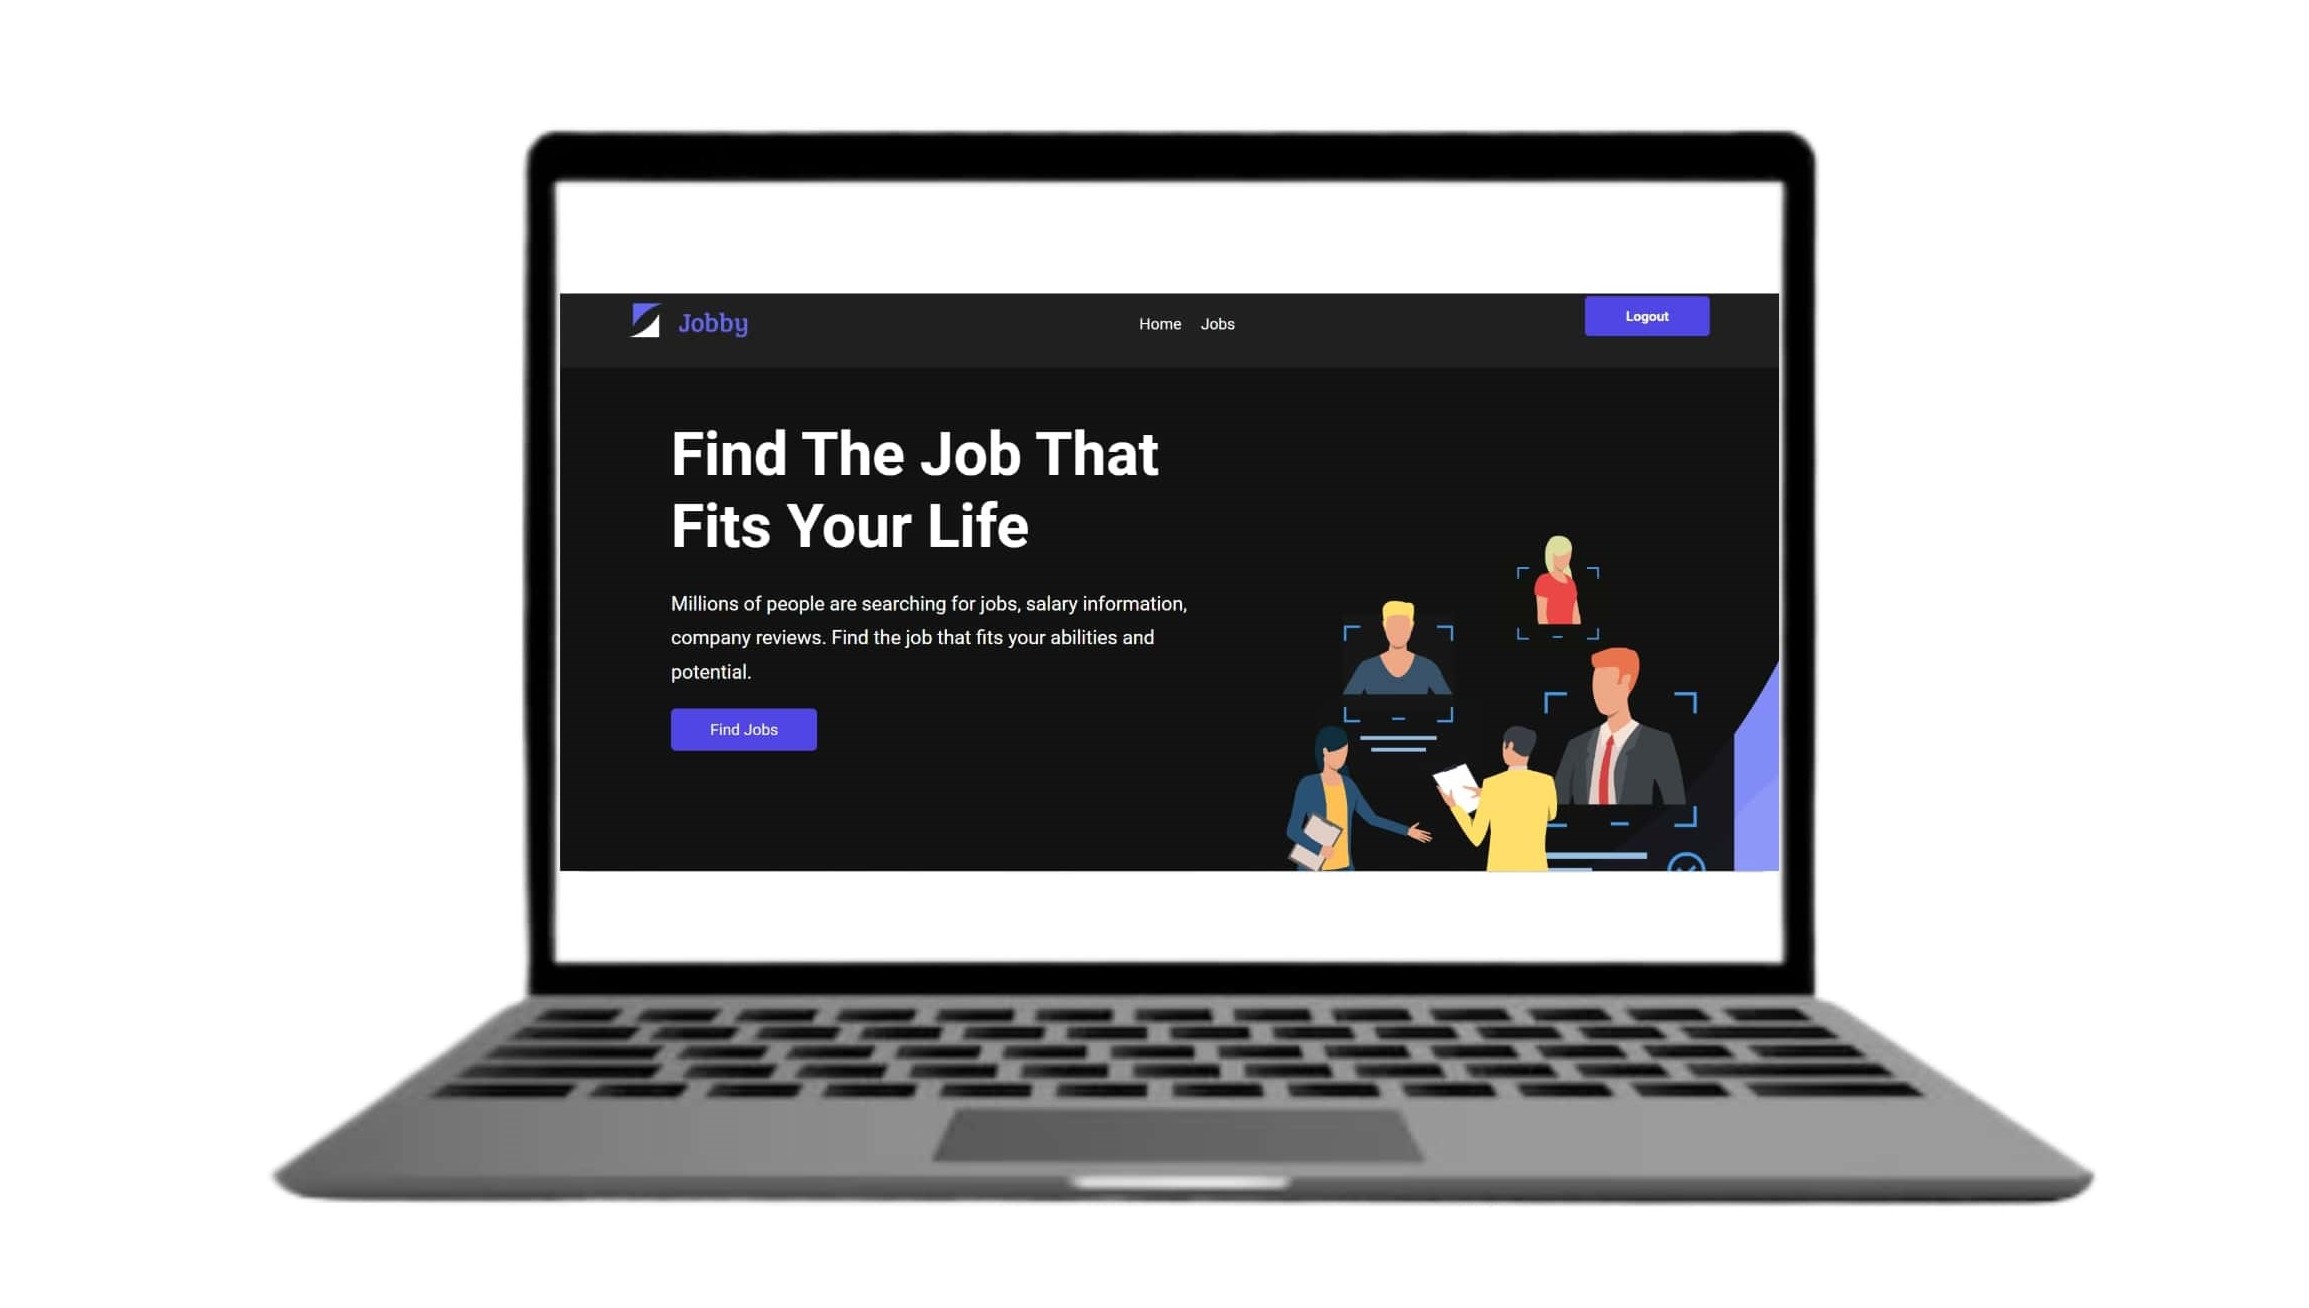 Jobby
Home Jobs
Logout
Find The Job That
Fits Your Life
Millions of people are searching for jobs, salary information,
company reviews. Find the job that fits your abilities and
potential.
Find Jobs